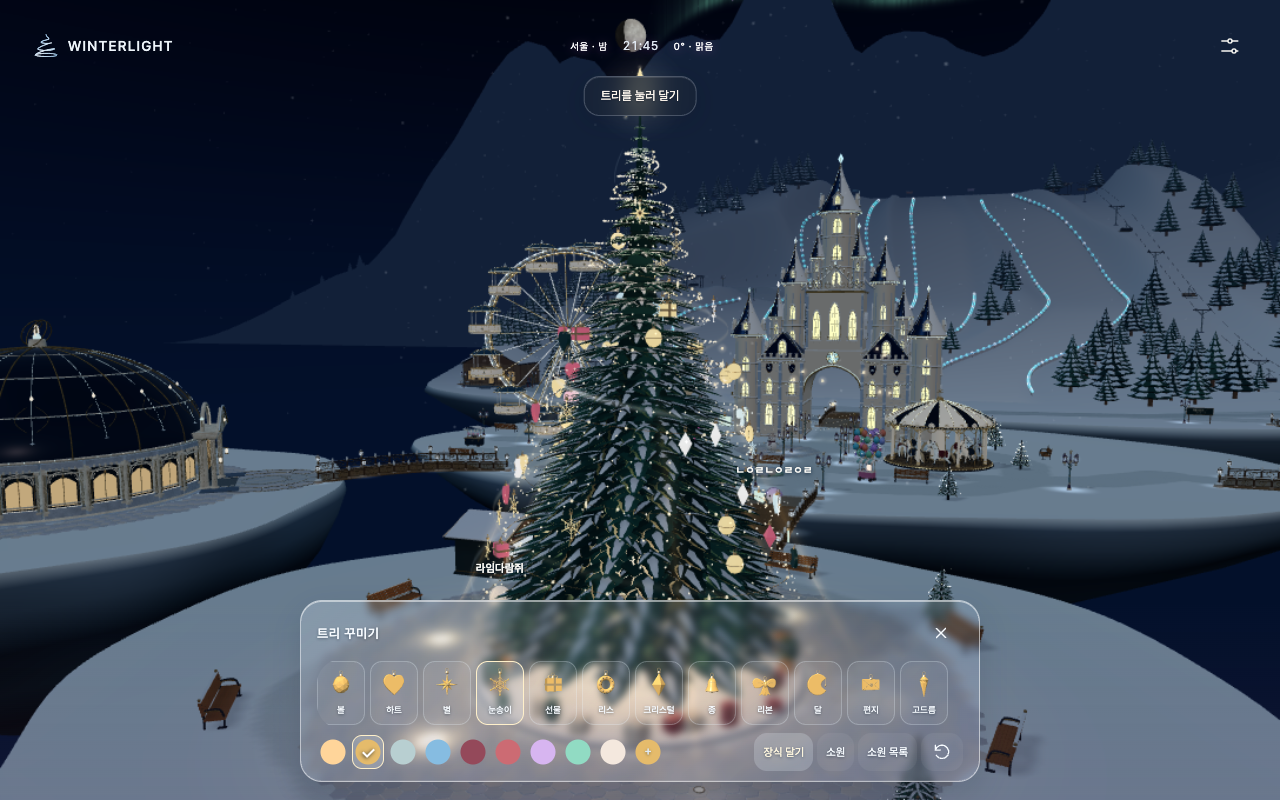 WINTERLIGHT
서울 · 밤 21:45 0° · 맑음
트리를 눌러 달기
ㄴㅇㄹㄴㅇㄹㅇㄹ
라임다람쥐
트리 꾸미기
볼 하트 별 눈송이 선물 리스 크리스털 종 리본 달 편지 고드름
장식 달기 소원 소원 목록